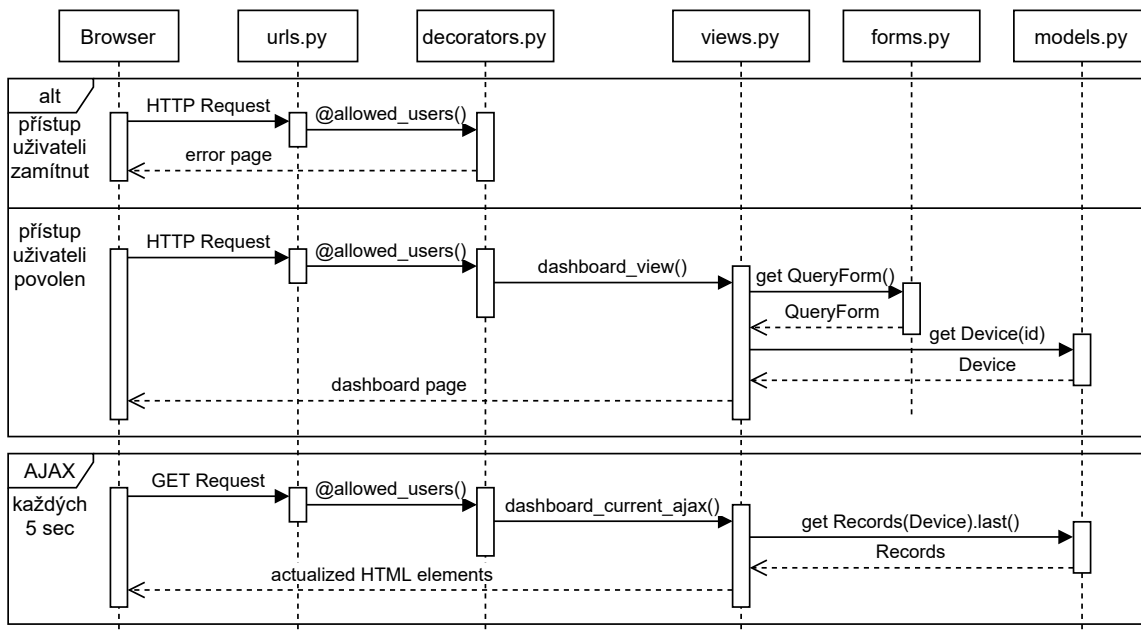 Browser
urls.py
decorators.py
views.py
forms.py
models.py
alt
přístup
uživateli
zamítnut
HTTP Request
@allowed_users()
error page
přístup
uživateli
povolen
HTTP Request
@allowed_users()
dashboard_view()
get QueryForm()
QueryForm
get Device(id)
Device
dashboard page
AJAX
každých
5 sec
GET Request
@allowed_users()
dashboard_current_ajax()
get Records(Device).last()
Records
actualized HTML elements